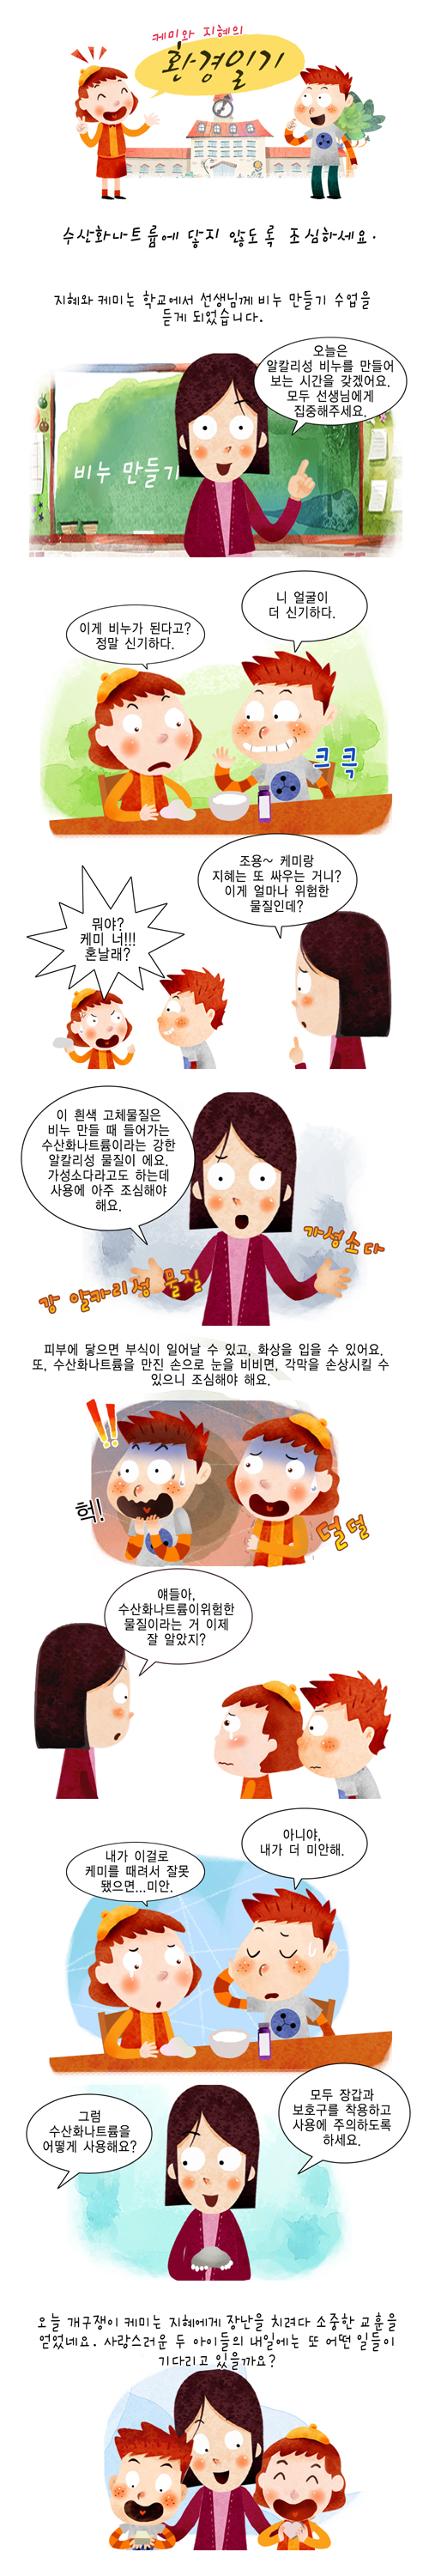 케미와 지혜의
환경일기
수산화나트륨에 닿지 않도록 조심하세요.
지혜와 케미는 학교에서 선생님께 비누 만들기 수업을
듣게 되었습니다.
오늘은
알칼리성 비누를 만들어
보는 시간을 갖겠어요.
모두 선생님에게
집중해주세요.
비누 만들기
이게 비누가 된다고?
정말 신기하다.
니 얼굴이
더 신기하다.
크큭
조용~ 케미랑
지혜는 또 싸우는 거니?
이게 얼마나 위험한
물질인데?
뭐야?
케미 너!!!
혼날래?
이 흰색 고체물질은
비누 만들 때 들어가는
수산화나트륨이라는 강한
알칼리성 물질이 에요.
가성소다라고도 하는데
사용에 아주 조심해야
해요.
가성소다
강 알카리성 물질
피부에 닿으면 부식이 일어날 수 있고, 화상을 입을 수 있어요.
또, 수산화나트륨을 만진 손으로 눈을 비비면, 각막을 손상시킬 수
있으니 조심해야 해요.
!!
헉!
덜덜
얘들아,
수산화나트륨이위험한
물질이라는 거 이제
잘 알았지?
내가 이걸로
케미를 때려서 잘못
됐으면...미안.
아니야,
내가 더 미안해.
그럼
수산화나트륨을
어떻게 사용해요?
모두 장갑과
보호구를 착용하고
사용에 주의하도록
하세요.
오늘 개구쟁이 케미는 지혜에게 장난을 치려다 소중한 교훈을
얻었네요. 사랑스러운 두 아이들의 내일에는 또 어떤 일들이
기다리고 있을까요?